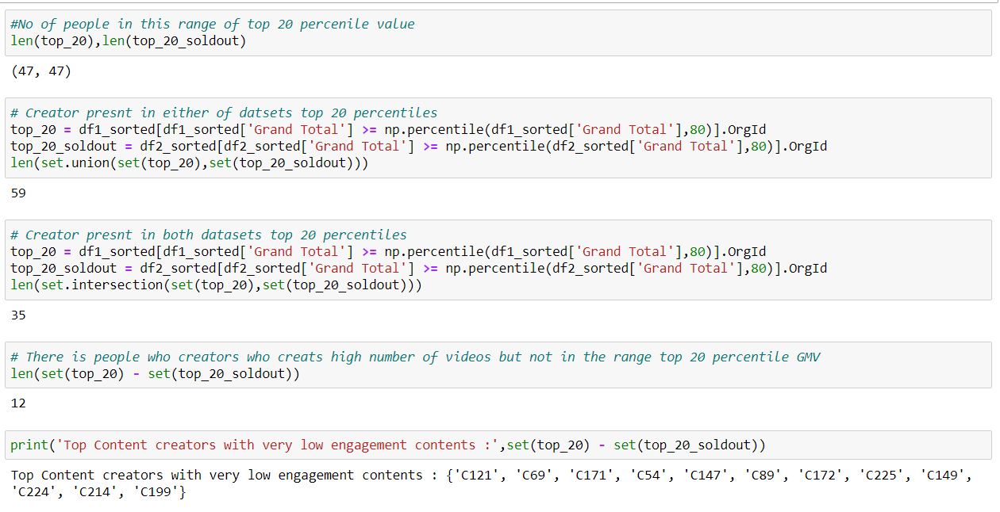 #No of people in this range of top 20 percenile value
len(top_20),len(top_20_soldout)
(47, 47)
# Creator presnt in either of datsets top 20 percentiles
top_20 = df1_sorted[df1_sorted['Grand Total'] >= np.percentile(df1_sorted['Grand Total'],80)].OrgId
top_20_soldout = df2_sorted[df2_sorted['Grand Total'] >= np.percentile(df2_sorted['Grand Total'],80)].OrgId
len(set.union(set(top_20),set(top_20_soldout)))
59
# Creator presnt in both datasets top 20 percentiles
top_20 = df1_sorted[df1_sorted['Grand Total'] >= np.percentile(df1_sorted['Grand Total'],80)].OrgId
top_20_soldout = df2_sorted[df2_sorted['Grand Total'] >= np.percentile(df2_sorted['Grand Total'],80)].OrgId
len(set.intersection(set(top_20),set(top_20_soldout)))
35
# There is people who creators who creats high number of videos but not in the range top 20 percentile GMV
len(set(top_20) - set(top_20_soldout))
12
print('Top Content creators with very low engagement contents :',set(top_20) - set(top_20_soldout))
Top Content creators with very low engagement contents : {'C121', 'C69', 'C171', 'C54', 'C147', 'C89', 'C172', 'C225', 'C149',
'C224', 'C214', 'C199'}